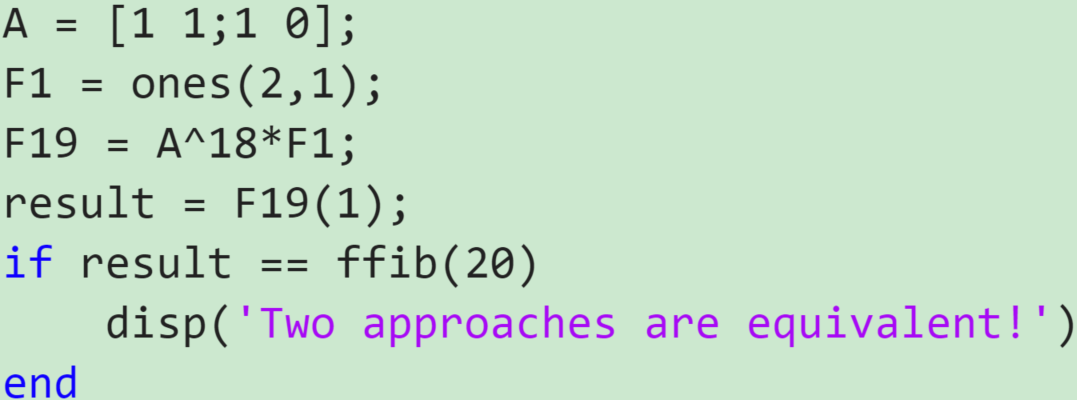 A = [1 1;1 0];
F1 = ones(2,1);
F19 = A^18*F1;
result = F19(1);
if result == ffib(20)
    disp('Two approaches are equivalent!')
end